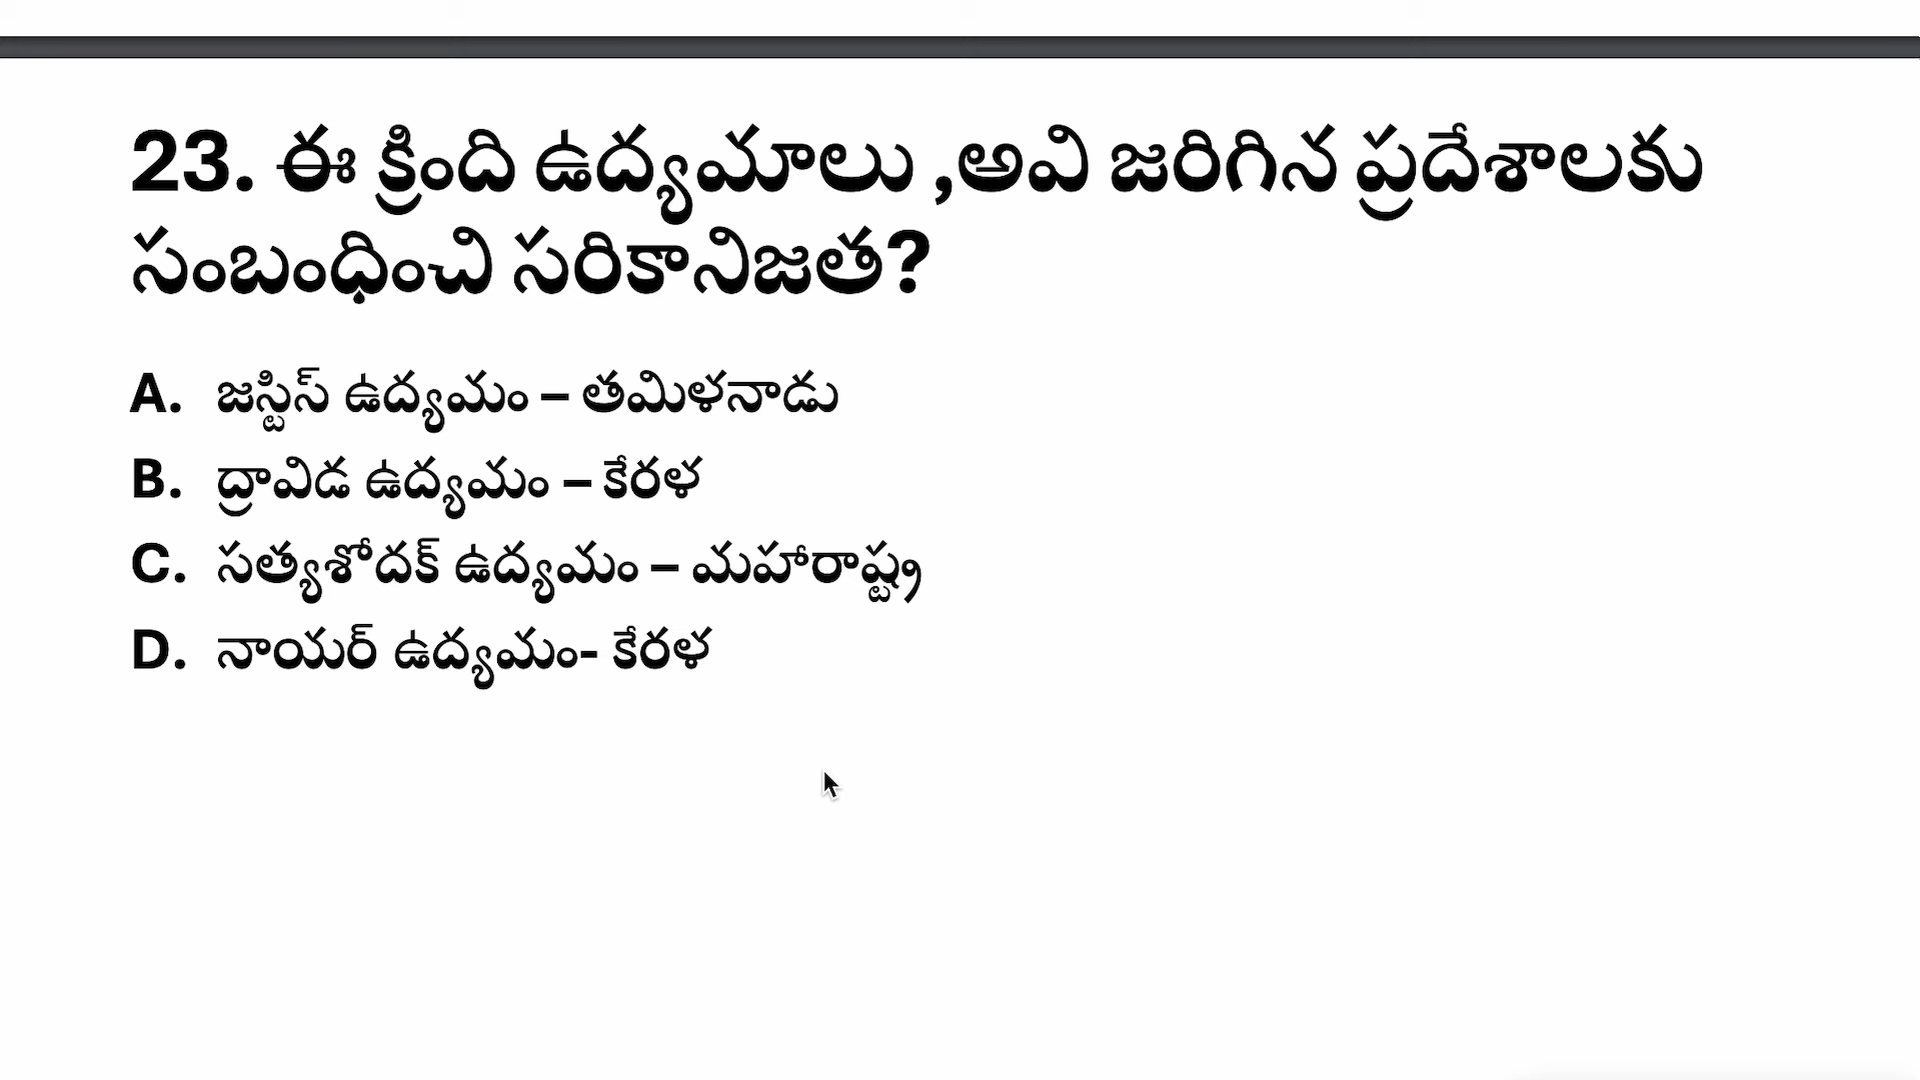 23. ఈ క్రింది ఉద్యమాలు ,అవి జరిగిన ప్రదేశాలకు
సంబంధించి సరికానిజత?
A. జస్టిస్ ఉద్యమం – తమిళనాడు
B. ద్రావిడ ఉద్యమం – కేరళ
C. సత్యశోదక్ ఉద్యమం – మహారాష్ట్ర
D. నాయర్ ఉద్యమం- కేరళ